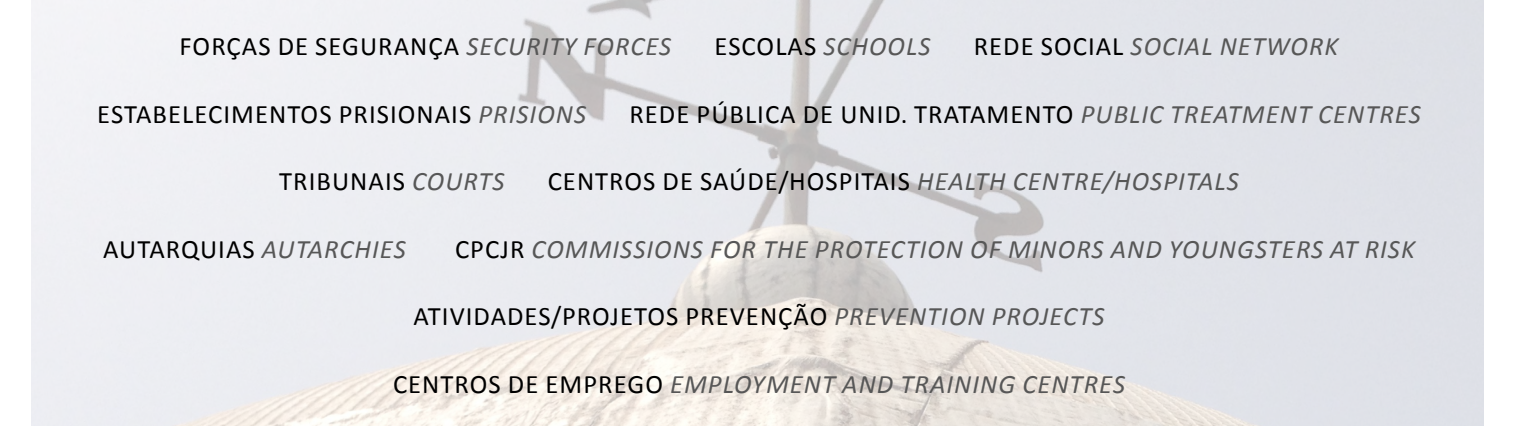 FORÇAS DE SEGURANÇA SECURITY FORCES ESCOLAS SCHOOLS REDE SOCIAL SOCIAL NETWORK
ESTABELECIMENTOS PRISIONAIS PRISIONS REDE PÚBLICA DE UNID. TRATAMENTO PUBLIC TREATMENT CENTRES
TRIBUNAIS COURTS CENTROS DE SAÚDE/HOSPITAIS HEALTH CENTRE/HOSPITALS
AUTARQUIAS AUTARCHIES CPCJR COMMISSIONS FOR THE PROTECTION OF MINORS AND YOUNGSTERS AT RISK
ATIVIDADES/PROJETOS PREVENÇÃO PREVENTION PROJECTS
CENTROS DE EMPREGO EMPLOYMENT AND TRAINING CENTRES
N
S